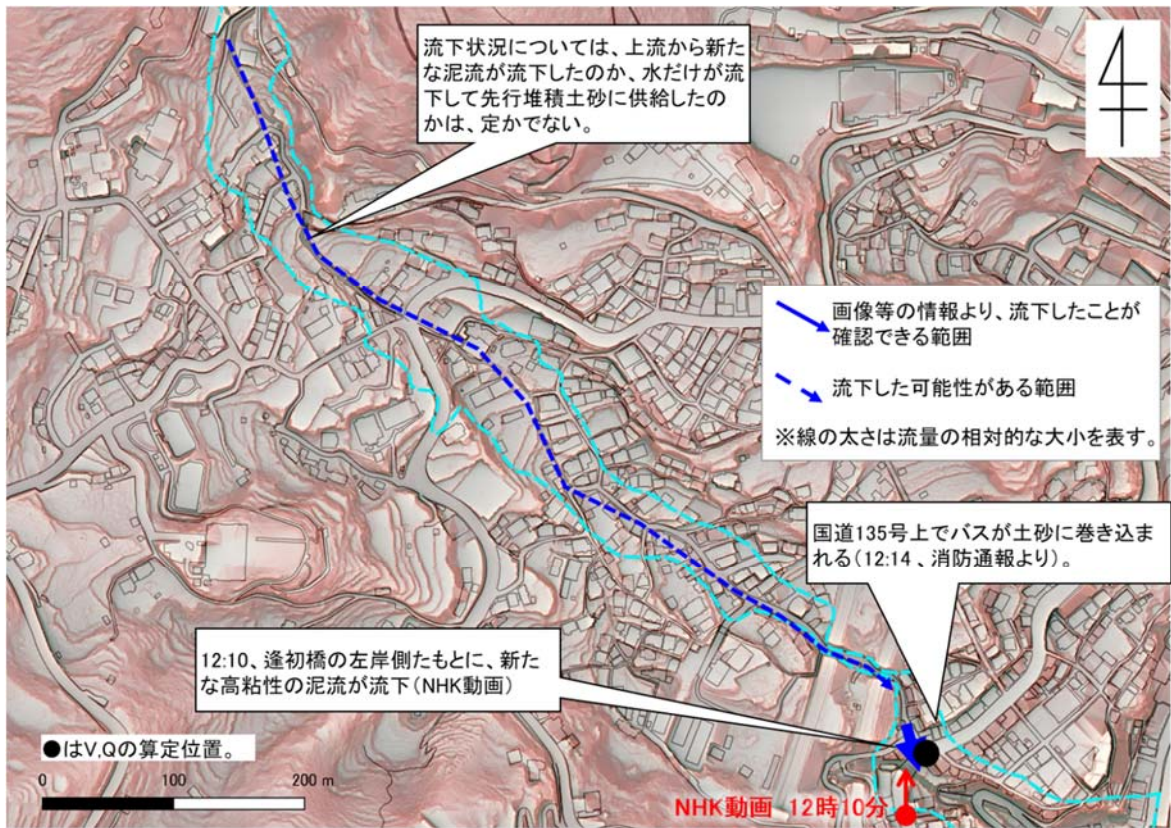 流下状況については、上流から新た
な泥流が流下したのか、水だけが流
下して先行堆積土砂に供給したの
かは、定かでない。
画像等の情報より、流下したことが
確認できる範囲
流下した可能性がある範囲
※線の太さは流量の相対的な大小を表す。
国道135号上でバスが土砂に巻き込ま
れる(12:14 、消防通報より)。
12:10、逢初橋の左岸側たもとに、新た
な高粘性の泥流が流下(NHK動画)
●はV,Qの算定位置。
0 100 200 m
NHK動画 12時10分